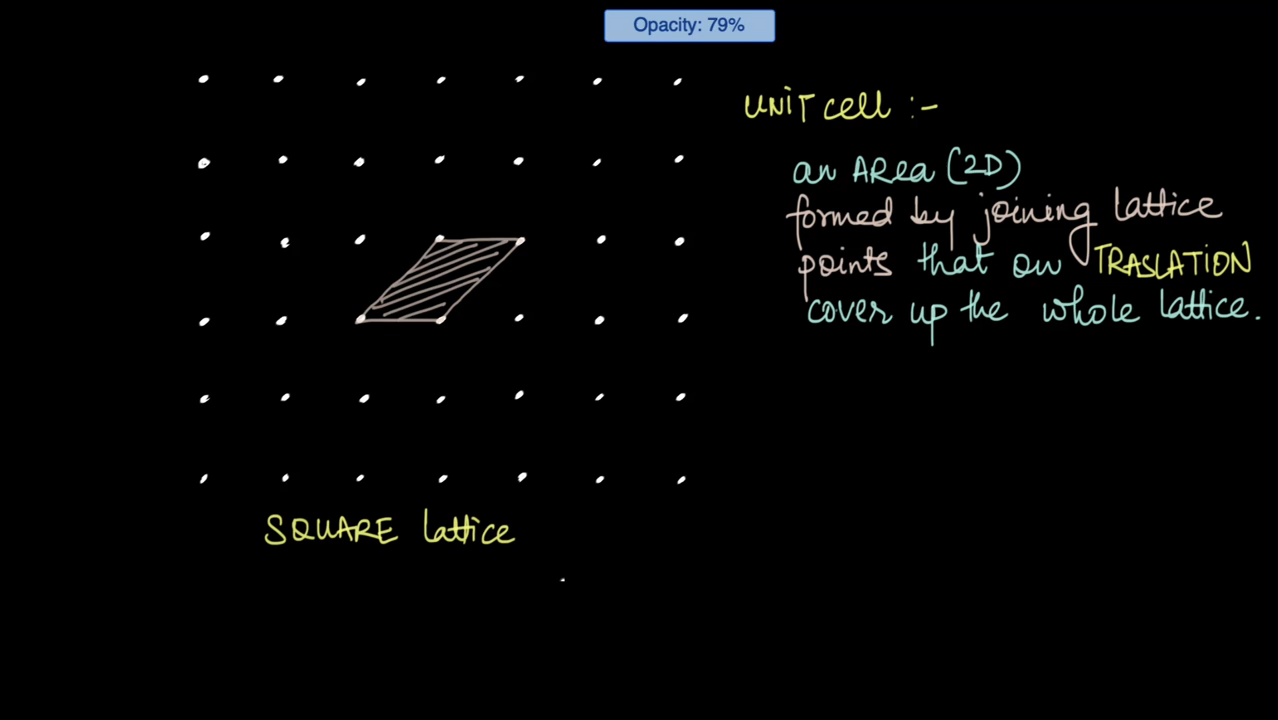 Opacity: 79%
UNIT cell :-
an ARea (2D)
formed by joining lattice
points that on TRASLATION
cover up the whole lattice.
SQUARE lattice